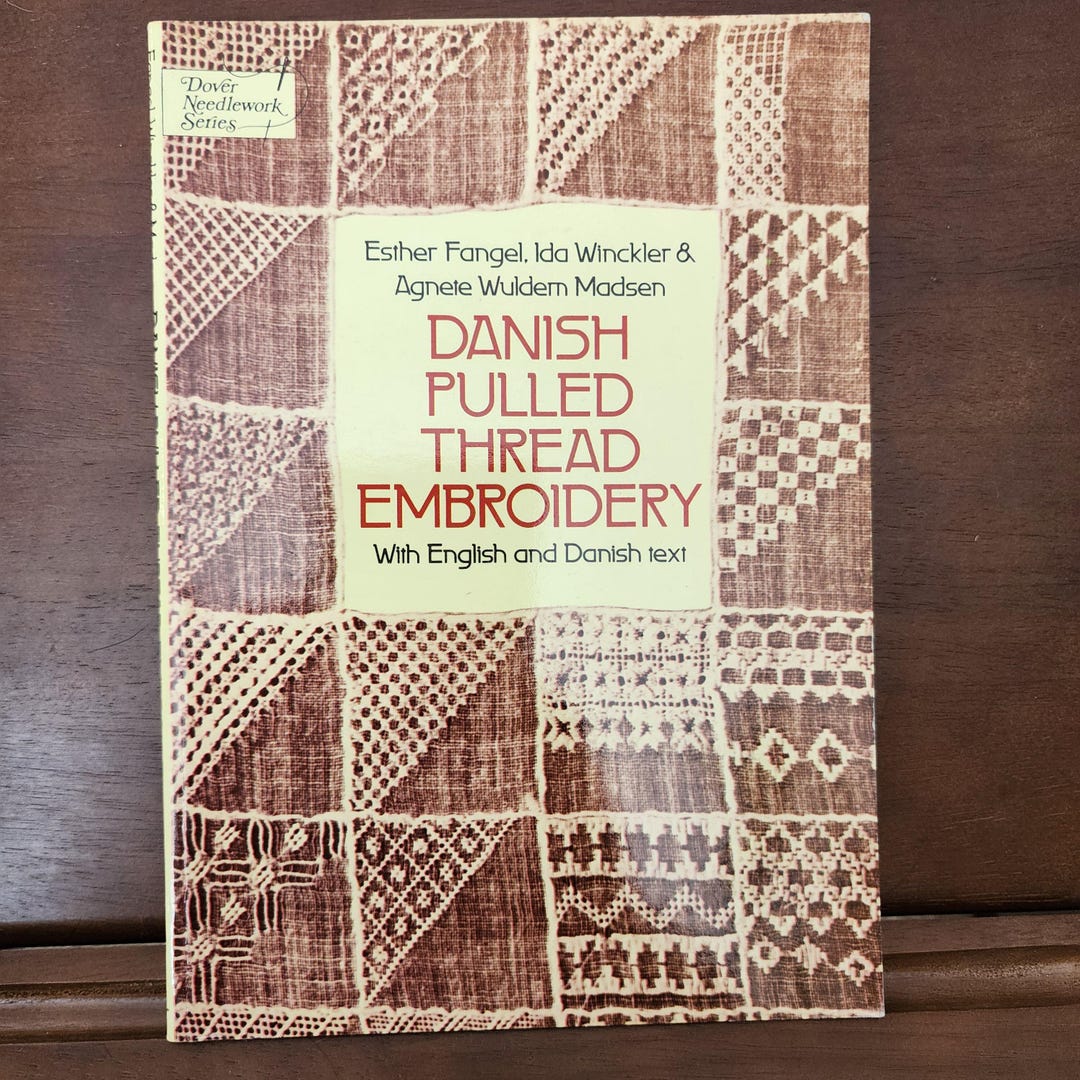 Dover
Needlework
Series
Esther Fangel, Ida Winckler &
Agnete Wuldem Madsen
DANISH
PULLED
THREAD
EMBROIDERY
With English and Danish text